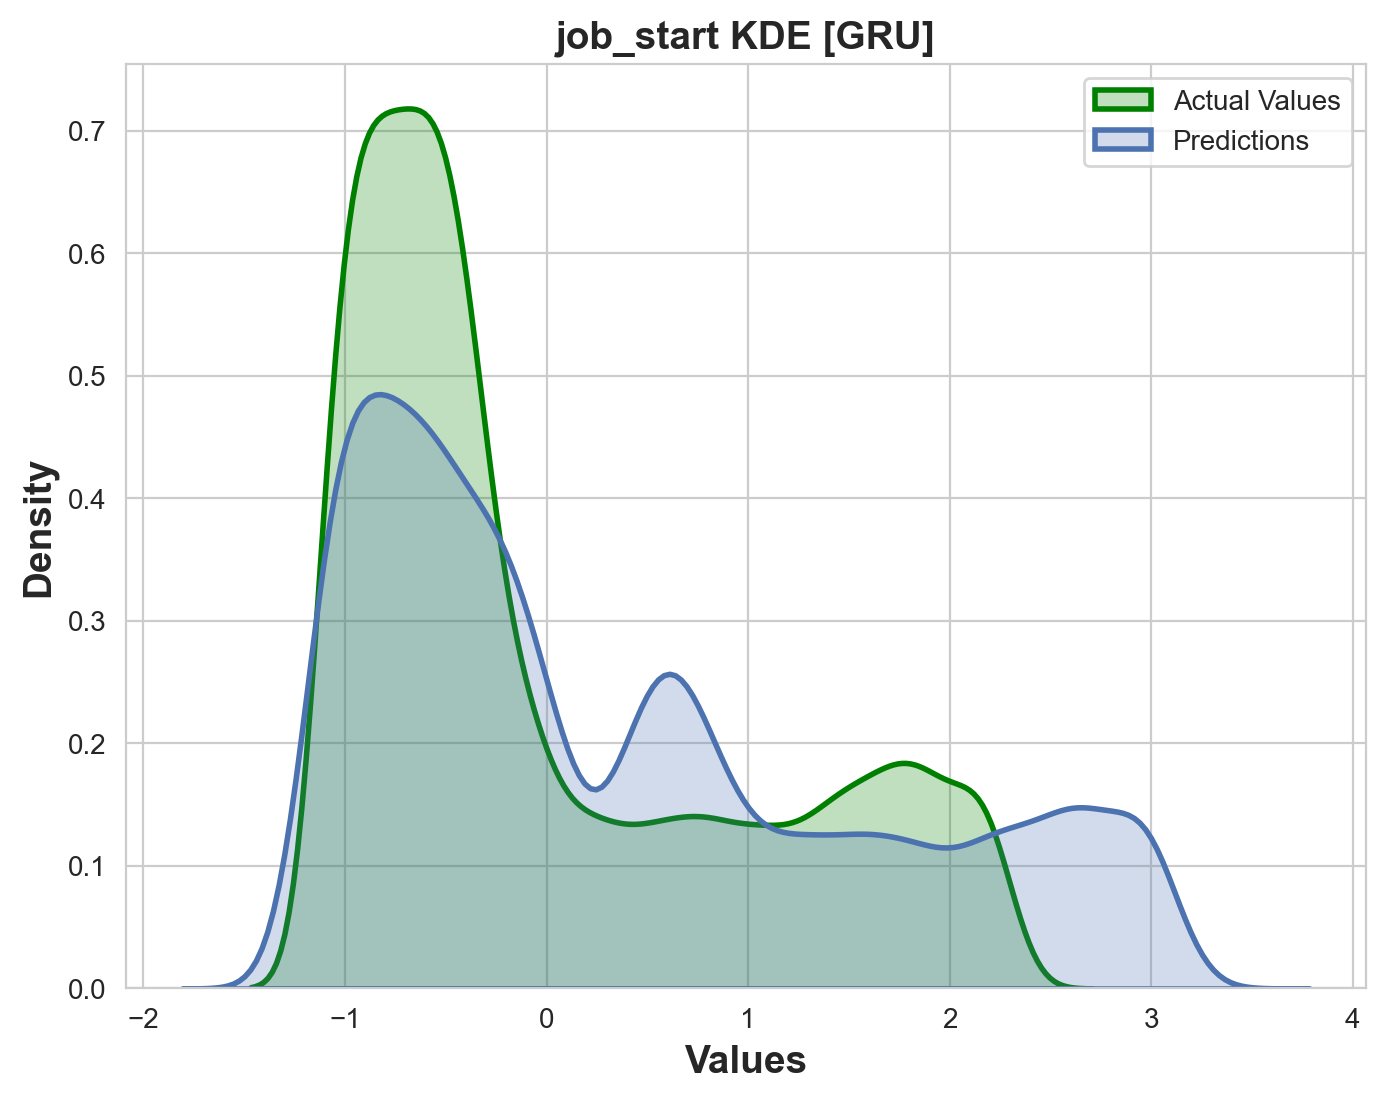 job_start KDE [GRU]
Actual Values
Predictions
Density
0.7
0.6
0.5
0.4
0.3
0.2
0.1
0.0
−2 −1 0 1 2 3 4
Values